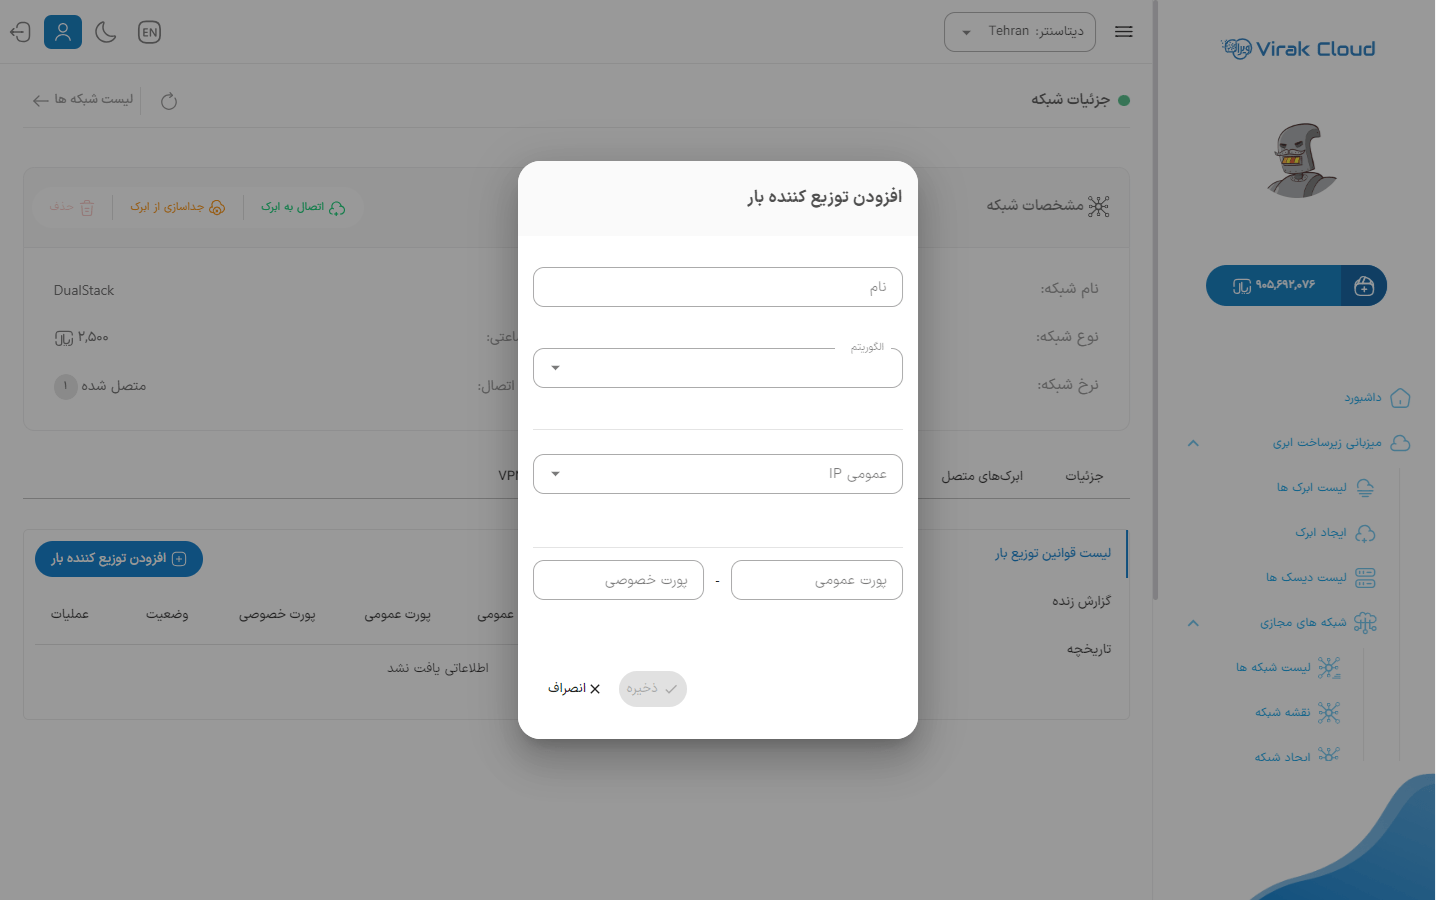 EN
دیتاسنتر: Tehran
Virak Cloud
جزئیات شبکه
لیست شبکه ها
مشخصات شبکه
اتصال به ابرک
جداسازی از ابرک
حذف
نام شبکه:
DualStack
نوع شبکه:
۲,۵۰۰ ریال
نرخ شبکه:
اتصال:
متصل شده ۱
جزئیات
ابرک‌های متصل
لیست قوانین توزیع بار
گزارش زنده
تاریخچه
افزودن توزیع کننده بار
عمومی
پورت عمومی
پورت خصوصی
وضعیت
عملیات
اطلاعاتی یافت نشد
افزودن توزیع کننده بار
نام
الگوریتم
IP عمومی
پورت عمومی - پورت خصوصی
ذخیره
انصراف
۹۰۵,۶۹۲,۰۷۶ ریال
داشبورد
میزبانی زیرساخت ابری
لیست ابرک ها
ایجاد ابرک
لیست دیسک ها
شبکه های مجازی
لیست شبکه ها
نقشه شبکه
ایجاد شبکه